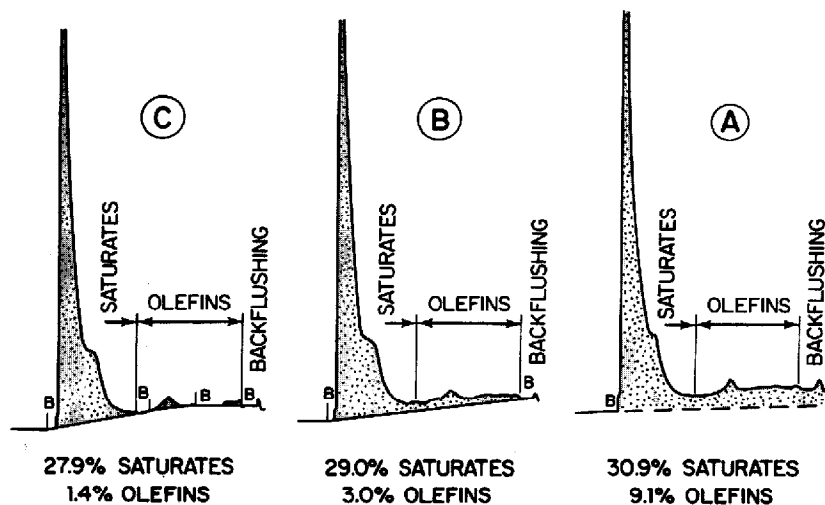 C
B
A
SATURATES
OLEFINS
BACKFLUSHING
B
B
B
B
SATURATES
OLEFINS
BACKFLUSHING
B
B
SATURATES
OLEFINS
BACKFLUSHING
B
27.9% SATURATES
1.4% OLEFINS
29.0% SATURATES
3.0% OLEFINS
30.9% SATURATES
9.1% OLEFINS